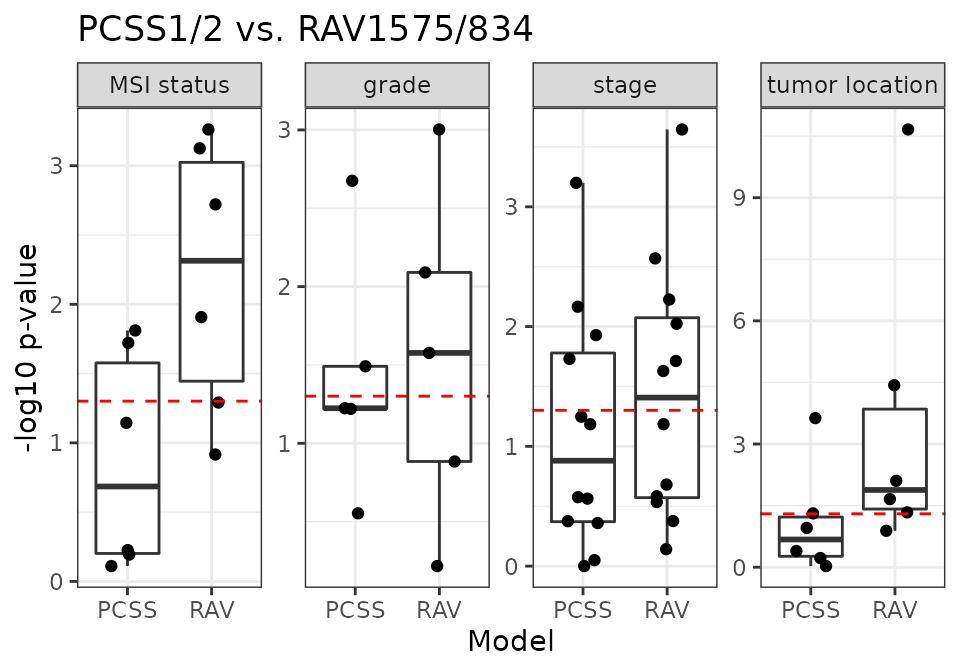 PCSS1/2 vs. RAV1575/834
MSI status
grade
stage
tumor location
-log10 p-value
3
2
1
0
3
2
1
3
2
1
0
9
6
3
0
PCSS RAV
PCSS RAV
PCSS RAV
PCSS RAV
Model